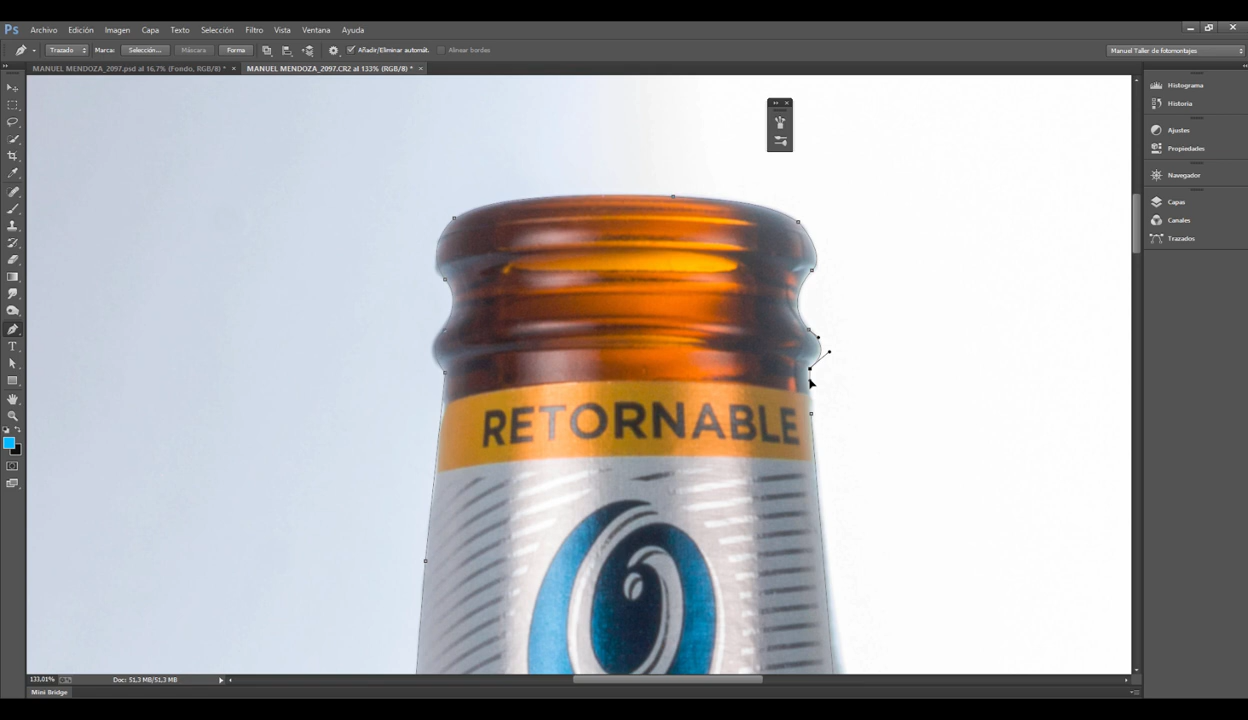 Ps Archivo Edición Imagen Capa Texto Selección Filtro Vista Ventana Ayuda
Trazado Marca: Selección... Máscara Forma Añadir/Eliminar automát. Alinear bordes Manuel Taller de fotomontajes
MANUEL MENDOZA_2097.psd al 16,7% (Fondo, RGB/8) * × MANUEL MENDOZA_2097.CR2 al 133% (RGB/8) * ×
Histograma
Historia
Ajustes
Propiedades
Navegador
Capas
Canales
Trazados
RETORNABLE
133.01% Doc: 51,3 MB/51,3 MB
Mini Bridge